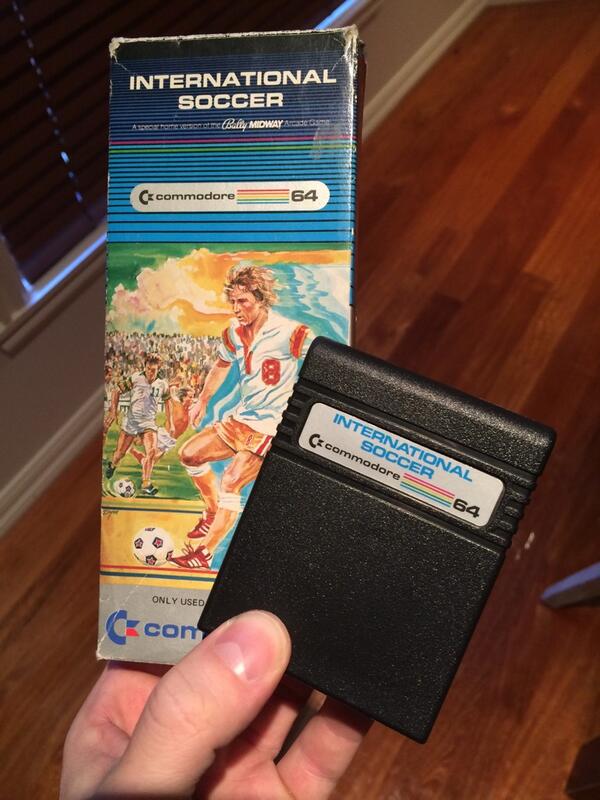 INTERNATIONAL
SOCCER
A special home version of the Bally MIDWAY Arcade Game
commodore 64
8
ONLY USED
com
INTERNATIONAL
SOCCER
commodore 64